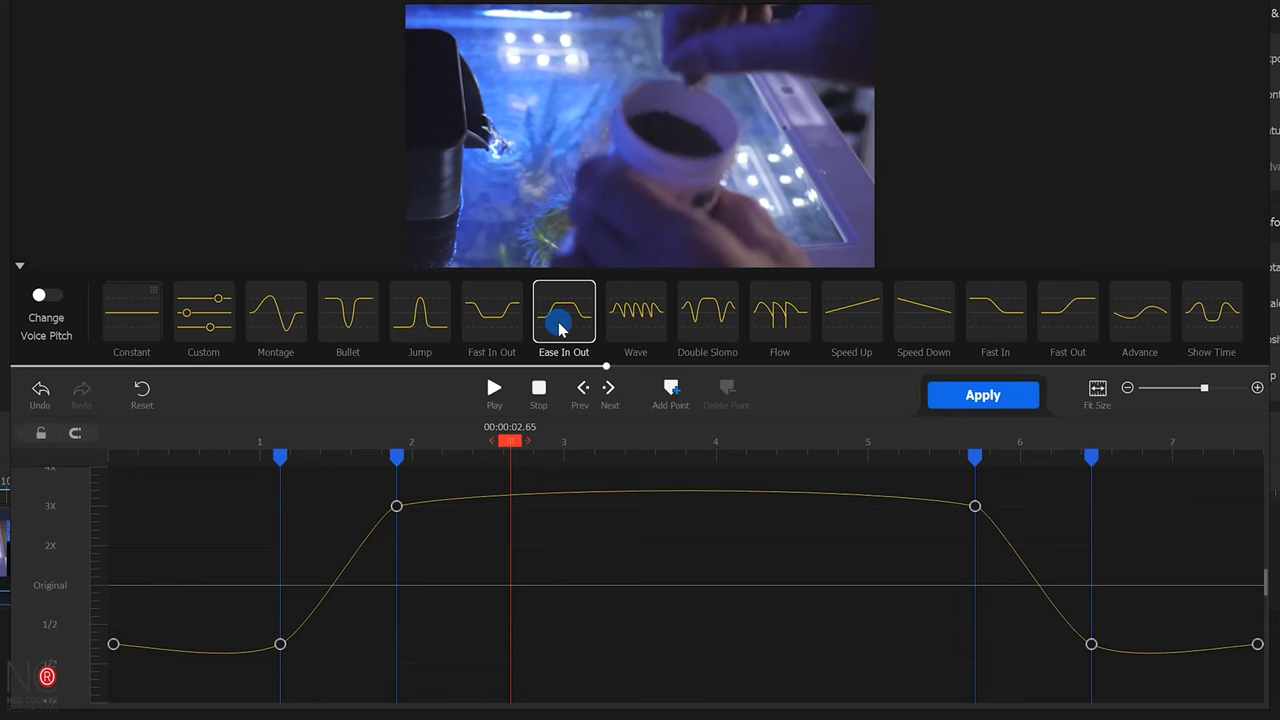 Change
Voice Pitch
Constant
Custom
Montage
Bullet
Jump
Fast In Out
Ease In Out
Wave
Double Slomo
Flow
Speed Up
Speed Down
Fast In
Fast Out
Advance
Show Time
Undo
Redo
Reset
Play
Stop
Prev
Next
Add Point
Delete Point
Apply
Fit Size
00:00:02.65
1 2 3 4 5 6 7
4X
3X
2X
Original
1/2